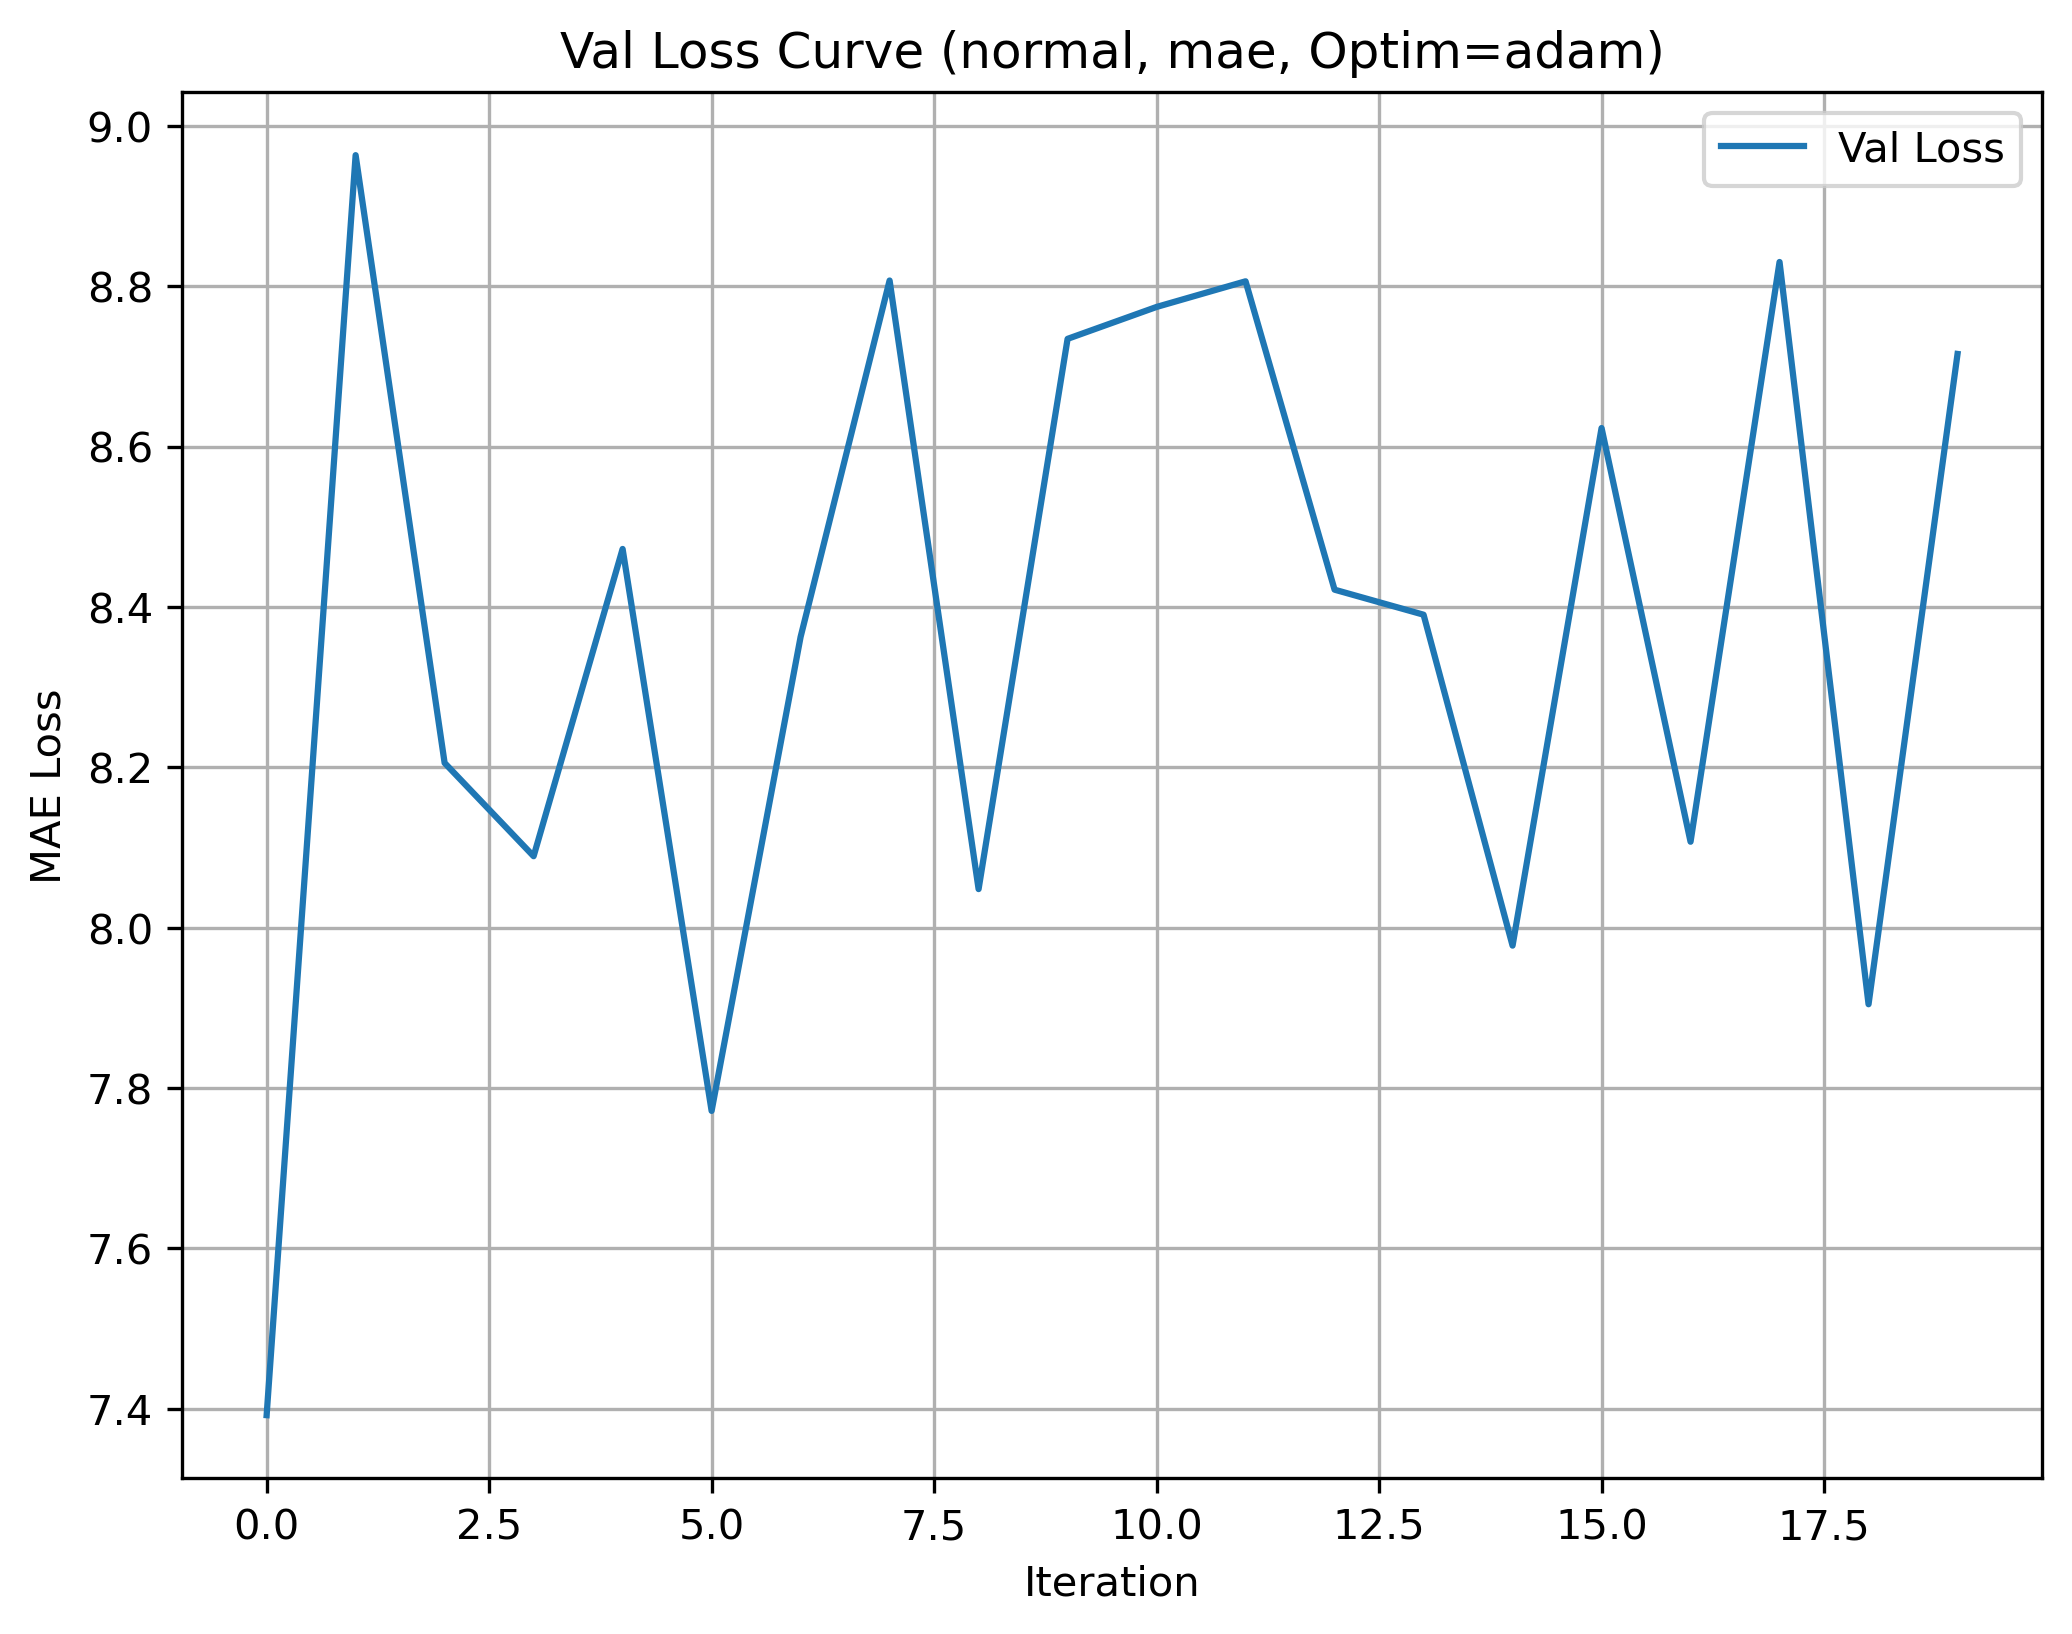 Val Loss Curve (normal, mae, Optim=adam)
Val Loss
9.0
8.8
8.6
8.4
8.2
8.0
7.8
7.6
7.4
MAE Loss
0.0 2.5 5.0 7.5 10.0 12.5 15.0 17.5
Iteration